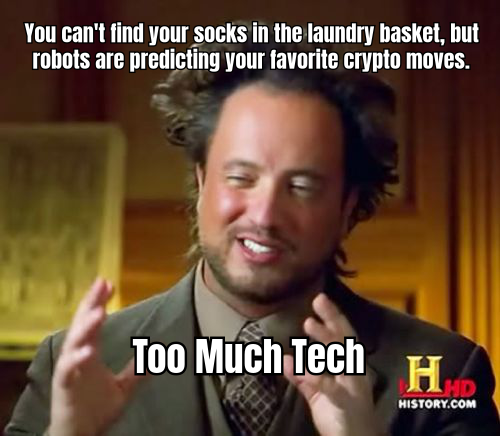 You can't find your socks in the laundry basket, but
robots are predicting your favorite crypto moves.
Too Much Tech
H HD
HISTORY.COM